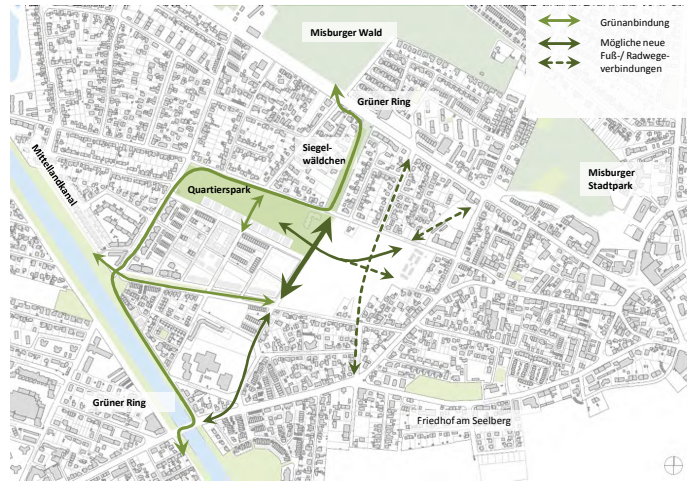 Misburger Wald
Grünanbindung
Mögliche neue
Fuß-/ Radwege-
verbindungen
Grüner Ring
Siegel-
wäldchen
Mittellandkanal
Quartierspark
Misburger
Stadtpark
Grüner Ring
Friedhof am Seelberg